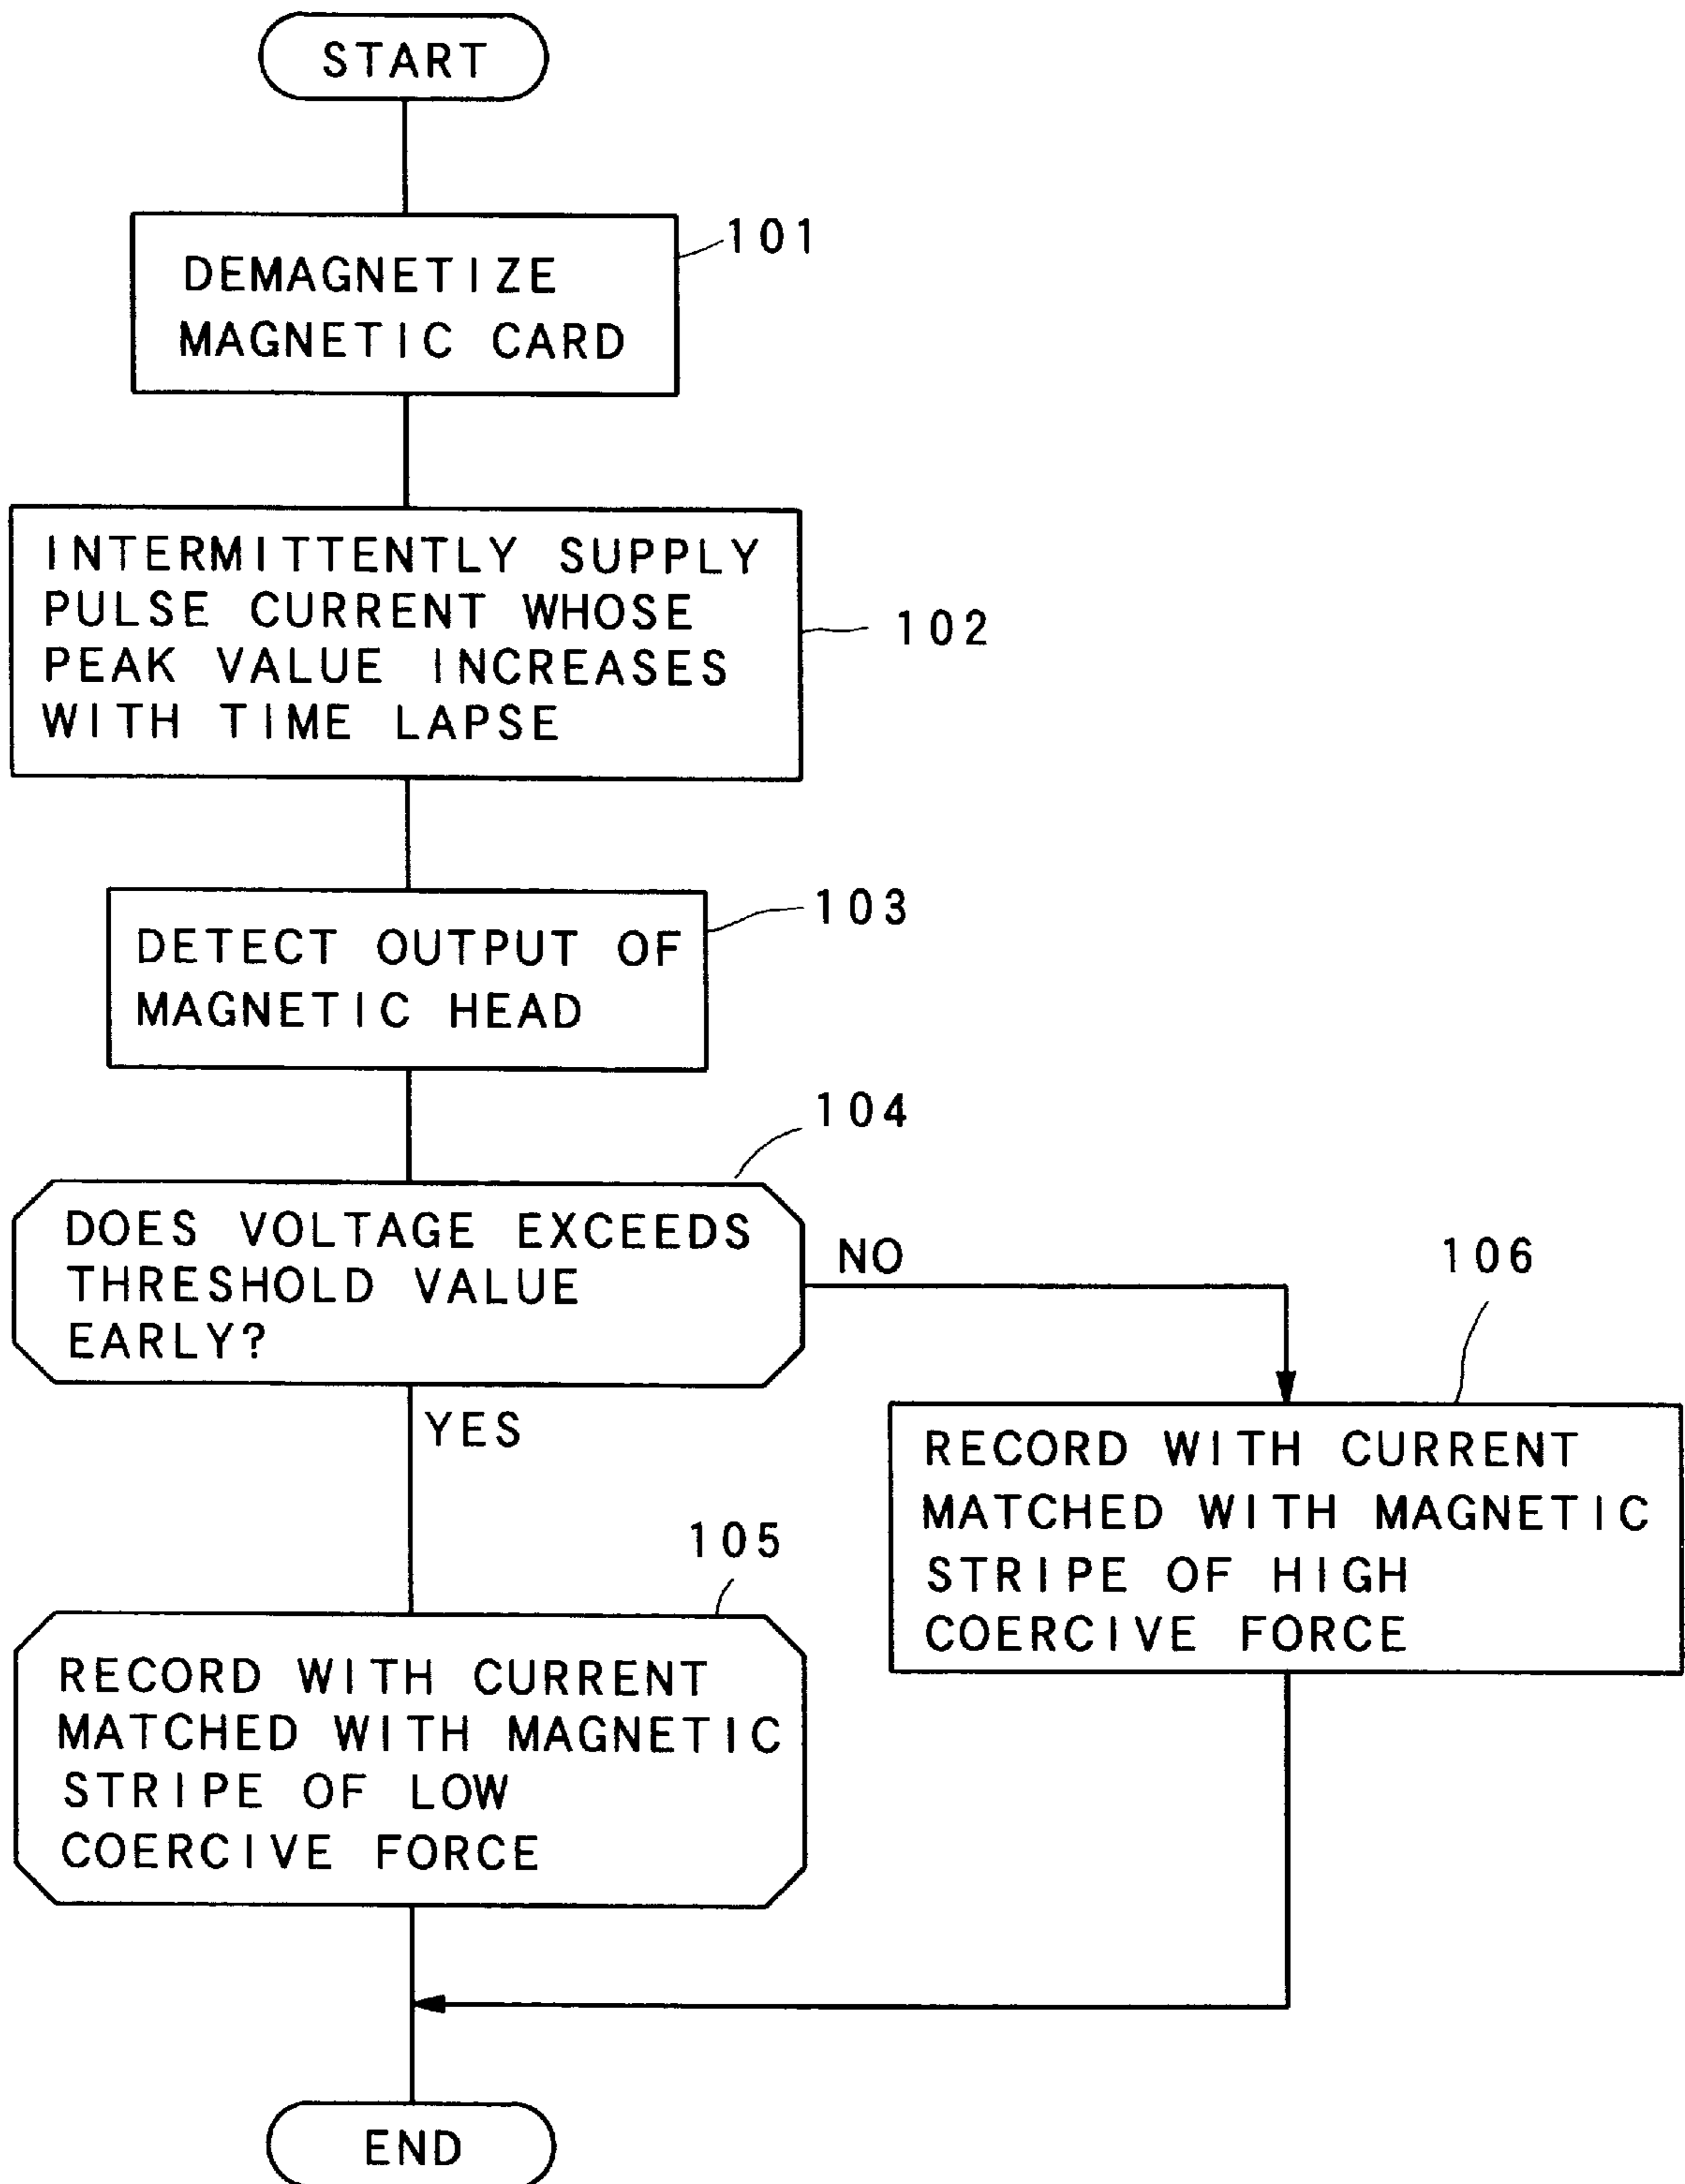 START
101
DEMAGNETIZE
MAGNETIC CARD
INTERMITTENTLY SUPPLY
PULSE CURRENT WHOSE
PEAK VALUE INCREASES
WITH TIME LAPSE
102
103
DETECT OUTPUT OF
MAGNETIC HEAD
104
DOES VOLTAGE EXCEEDS
THRESHOLD VALUE
EARLY?
NO
YES
106
RECORD WITH CURRENT
MATCHED WITH MAGNETIC
STRIPE OF HIGH
COERCIVE FORCE
105
RECORD WITH CURRENT
MATCHED WITH MAGNETIC
STRIPE OF LOW
COERCIVE FORCE
END